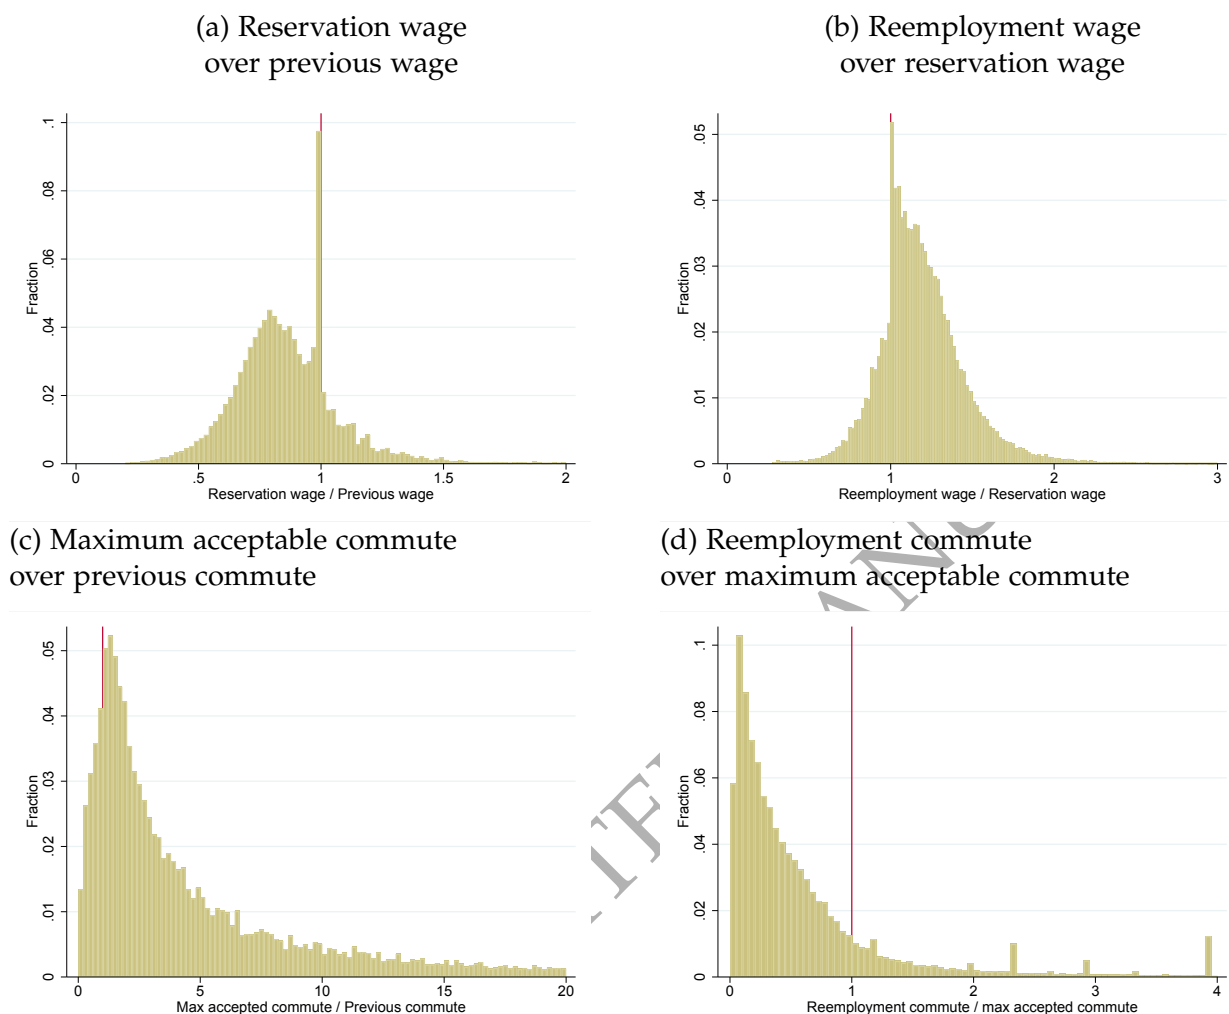 (a) Reservation wage
over previous wage
(b) Reemployment wage
over reservation wage
.1
.08
.06
.04
.02
0
Fraction
0 .5 1 1.5 2
Reservation wage / Previous wage
.05
.04
.03
.02
.01
0
Fraction
0 1 2 3
Reemployment wage / Reservation wage
(c) Maximum acceptable commute
over previous commute
(d) Reemployment commute
over maximum acceptable commute
.05
.04
.03
.02
.01
0
Fraction
0 5 10 15 20
Max accepted commute / Previous commute
.1
.08
.06
.04
.02
0
Fraction
0 1 2 3 4
Reemployment commute / max accepted commute